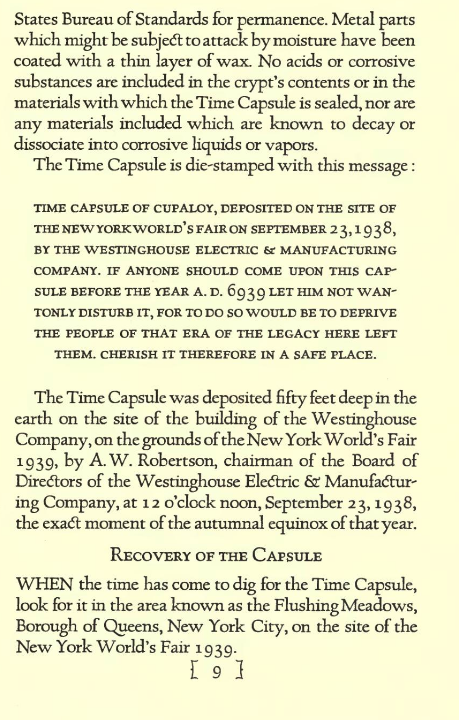 States Bureau of Standards for permanence. Metal parts
which might be subject to attack by moisture have been
coated with a thin layer of wax. No acids or corrosive
substances are included in the crypt's contents or in the
materials with which the Time Capsule is sealed, nor are
any materials included which are known to decay or
dissociate into corrosive liquids or vapors.
The Time Capsule is die-stamped with this message:
TIME CAPSULE OF CUPALOY, DEPOSITED ON THE SITE OF
THE NEW YORK WORLD'S FAIR ON SEPTEMBER 23, 1938,
BY THE WESTINGHOUSE ELECTRIC & MANUFACTURING
COMPANY. IF ANYONE SHOULD COME UPON THIS CAP-
SULE BEFORE THE YEAR A. D. 6939 LET HIM NOT WAN-
TONLY DISTURB IT, FOR TO DO SO WOULD BE TO DEPRIVE
THE PEOPLE OF THAT ERA OF THE LEGACY HERE LEFT
THEM. CHERISH IT THEREFORE IN A SAFE PLACE.
The Time Capsule was deposited fifty feet deep in the
earth on the site of the building of the Westinghouse
Company, on the grounds of the New York World's Fair
1939, by A. W. Robertson, chairman of the Board of
Directors of the Westinghouse Electric & Manufactur-
ing Company, at 12 o'clock noon, September 23, 1938,
the exact moment of the autumnal equinox of that year.
RECOVERY OF THE CAPSULE
WHEN the time has come to dig for the Time Capsule,
look for it in the area known as the Flushing Meadows,
Borough of Queens, New York City, on the site of the
New York World's Fair 1939.
[ 9 ]